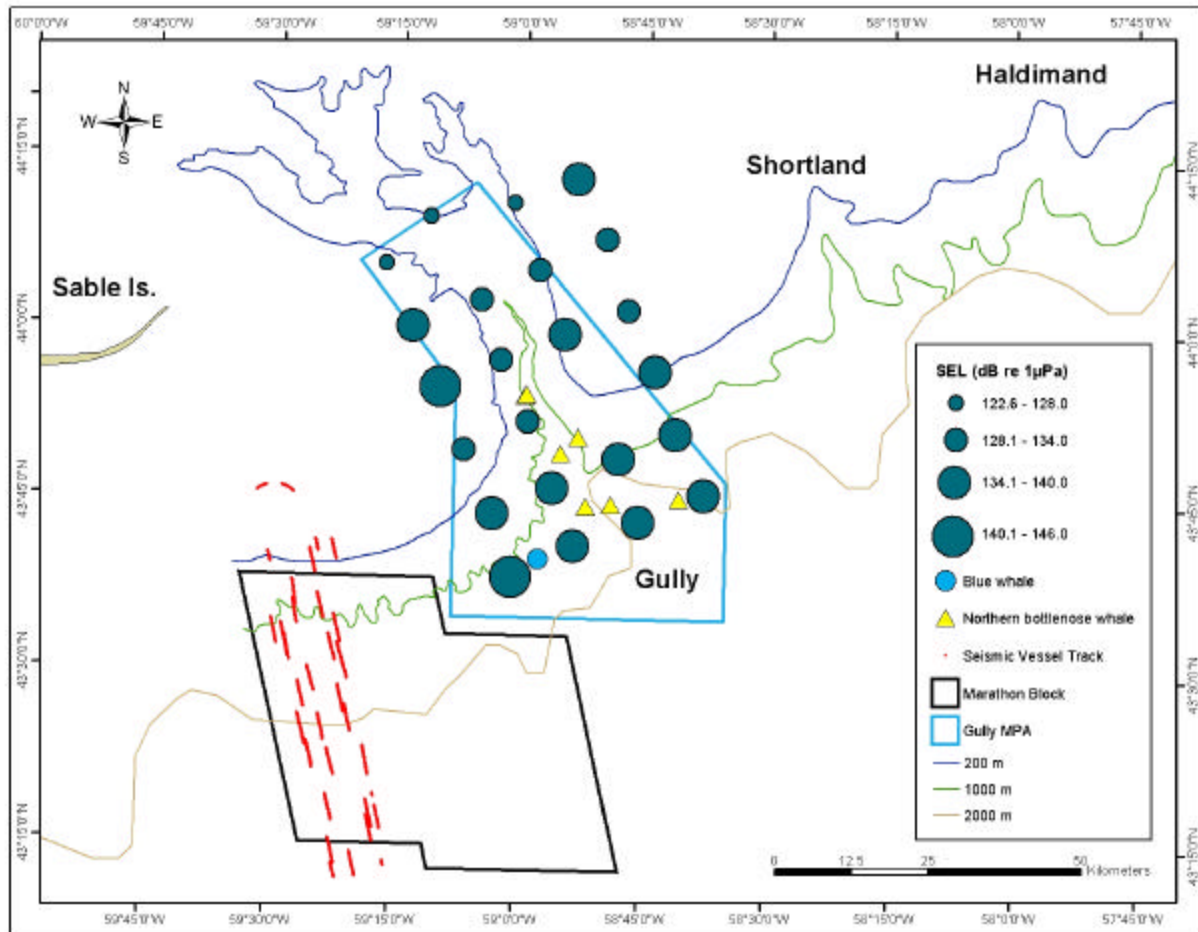 60°0'0"W 59°45'0"W 59°30'0"W 59°15'0"W 59°0'0"W 58°45'0"W 58°30'0"W 58°15'0"W 58°0'0"W 57°45'0"W
Haldimand
N
W E
S
44°15'0"N
44°15'0"N
Shortland
Sable Is.
44°0'0"N
44°0'0"N
SEL (dB re 1µPa)
122.6 - 128.0
128.1 - 134.0
134.1 - 140.0
140.1 - 146.0
Blue whale
Northern bottlenose whale
Seismic Vessel Track
Marathon Block
Gully MPA
200 m
1000 m
2000 m
43°45'0"N
43°45'0"N
Gully
43°30'0"N
43°30'0"N
43°15'0"N
43°15'0"N
0 12.5 25 50
Kilometers
59°45'0"W 59°30'0"W 59°15'0"W 59°0'0"W 58°45'0"W 58°30'0"W 58°15'0"W 58°0'0"W 57°45'0"W